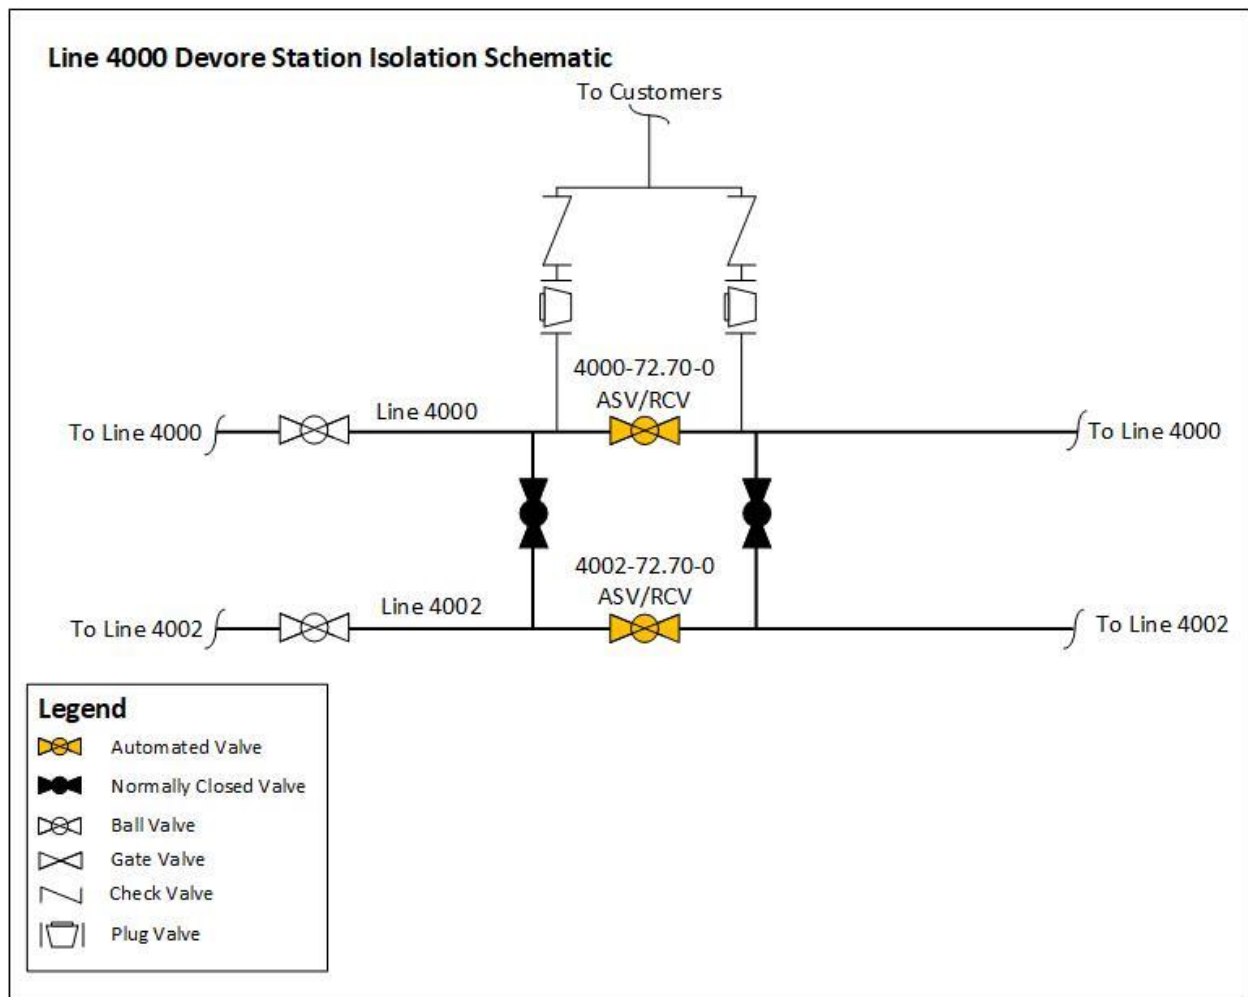 Line 4000 Devore Station Isolation Schematic
To Customers
4000-72.70-0
ASV/RCV
Line 4000
To Line 4000
To Line 4000
4002-72.70-0
ASV/RCV
Line 4002
To Line 4002
To Line 4002
Legend
Automated Valve
Normally Closed Valve
Ball Valve
Gate Valve
Check Valve
Plug Valve